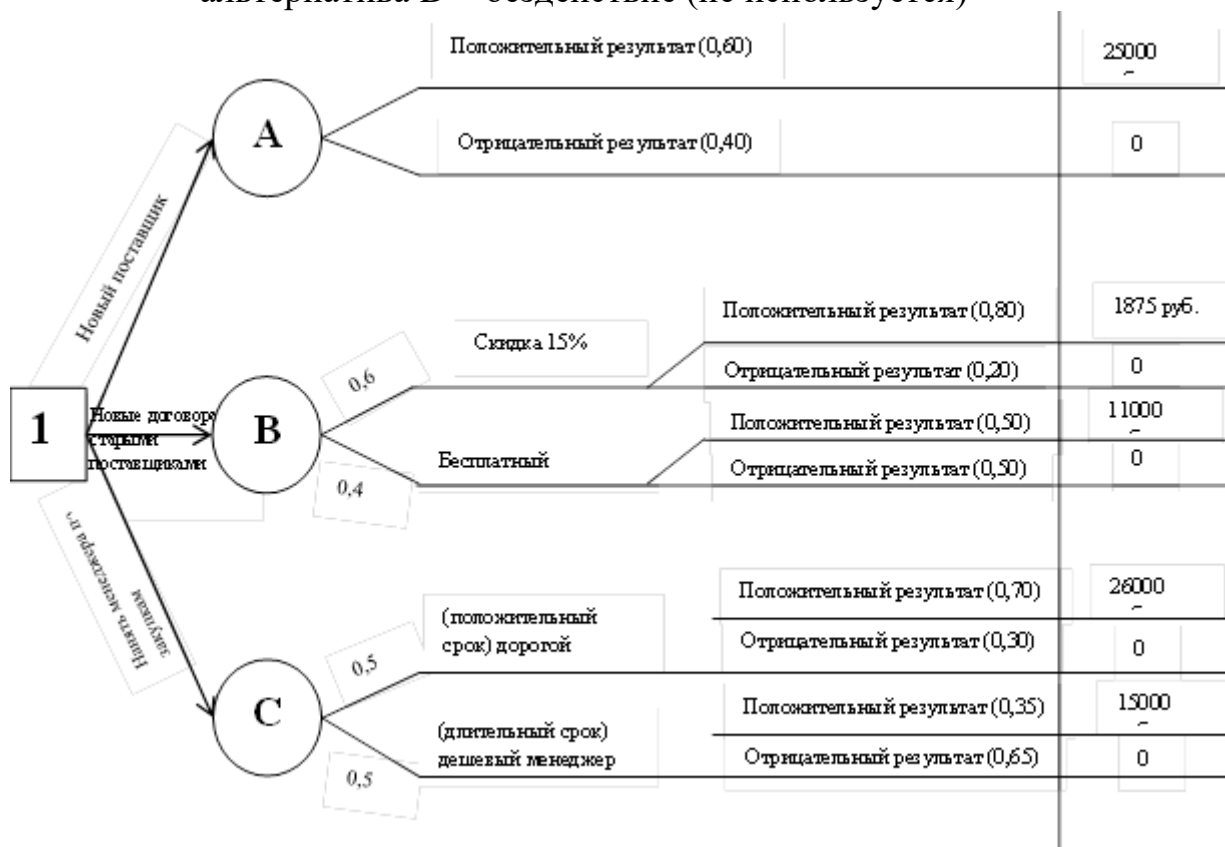 альтернатива В – бездействие (не используется)
Положительный результат (0,60)
25000
Отрицательный результат (0,40)
0
А
Новый поставщик
Положительный результат (0,80)
1875 руб.
Скидка 15%
Отрицательный результат (0,20)
0
0,6
1
Новые договоры
старыми
поставщиками
В
Положительный результат (0,50)
11000
Бесплатный
Отрицательный результат (0,50)
0
0,4
Нанять менеджера по
закупкам
Положительный результат (0,70)
26000
(положительный
срок) дорогой
Отрицательный результат (0,30)
0
0,5
С
Положительный результат (0,35)
15000
(длительный срок)
дешевый менеджер
Отрицательный результат (0,65)
0
0,5